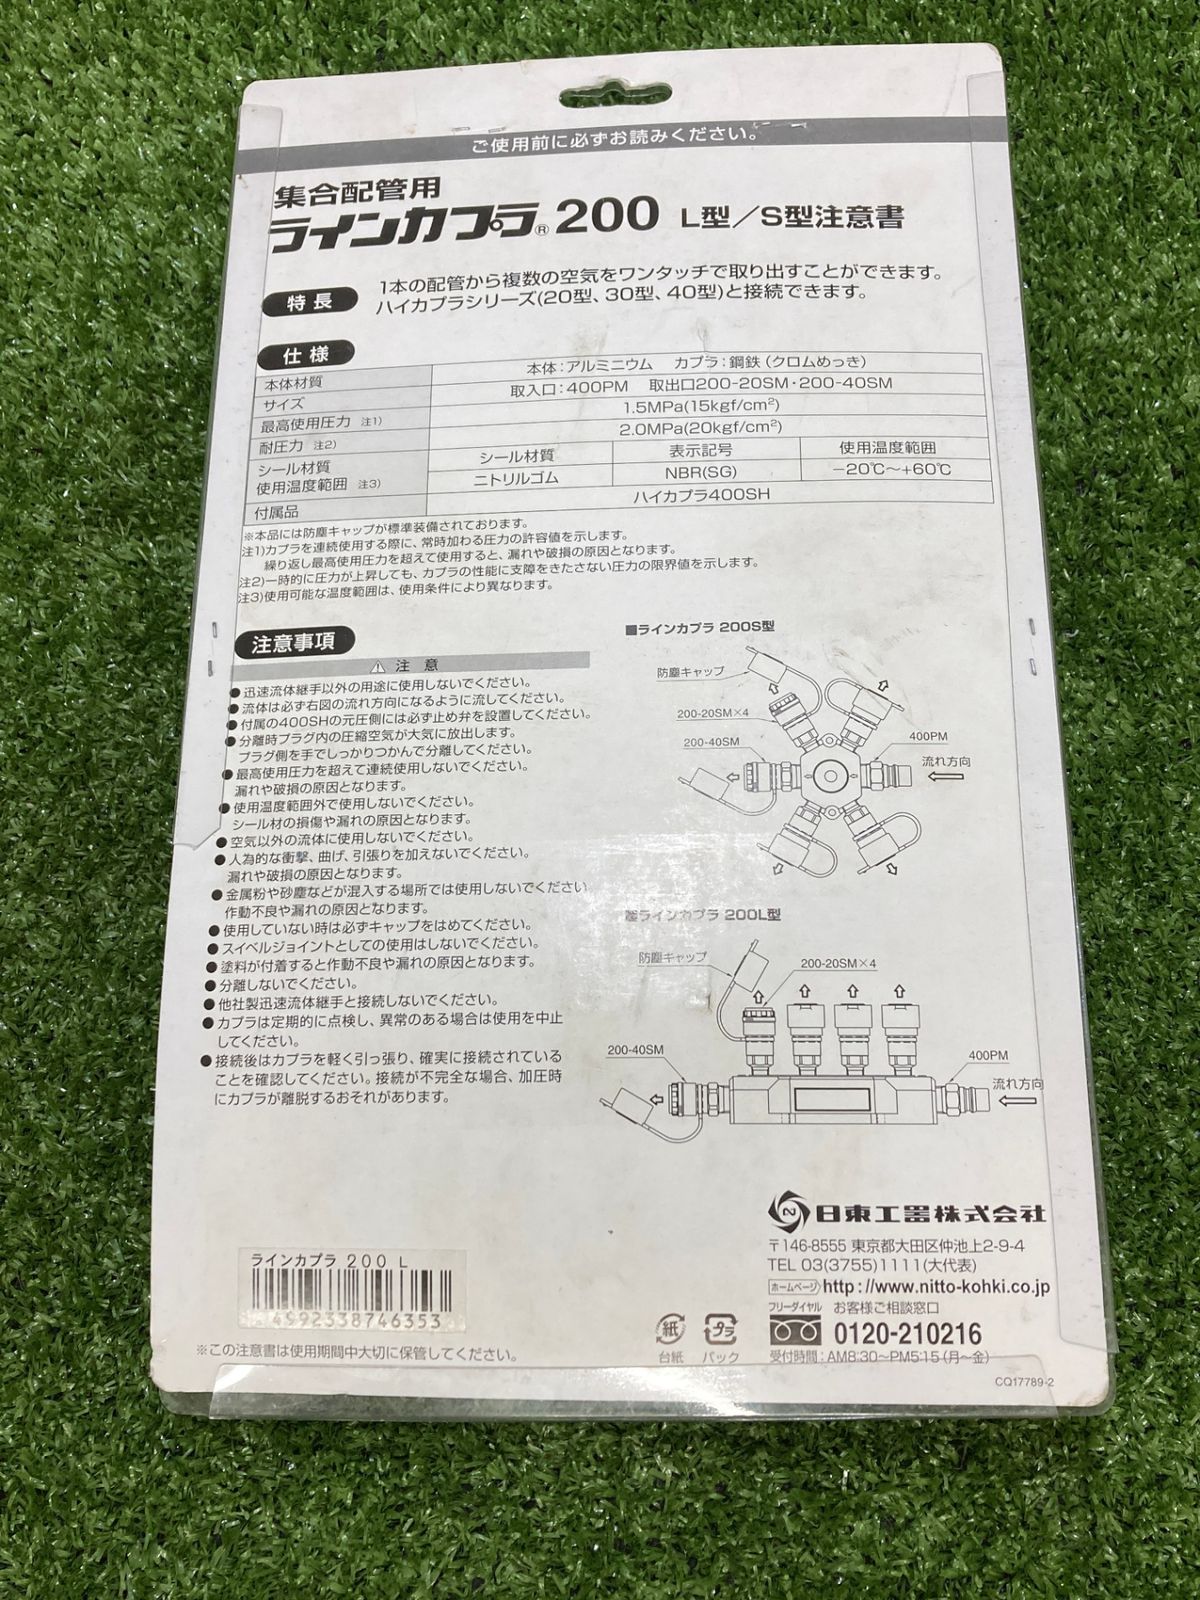 ご使用前に必ずお読みください。
集合配管用
ラインカプラ® 200 L型／S型注意書
特長
1本の配管から複数の空気をワンタッチで取り出すことができます。
ハイカプラシリーズ(20型、30型、40型)と接続できます。
仕様
本体材質 本体：アルミニウム カプラ：鋼鉄（クロムめっき）
サイズ 取入口：400PM 取出口200-20SM・200-40SM
最高使用圧力 注1) 1.5MPa(15kgf/cm²)
耐圧力 注2) 2.0MPa(20kgf/cm²)
シール材質 シール材質 表示記号 使用温度範囲
使用温度範囲 注3) ニトリルゴム NBR(SG) −20℃〜+60℃
付属品 ハイカプラ400SH
※本品には防塵キャップが標準装備されております。
注1)カプラを連続使用する際に、常時加わる圧力の許容値を示します。
繰り返し最高使用圧力を超えて使用すると、漏れや破損の原因となります。
注2)一時的に圧力が上昇しても、カプラの性能に支障をきたさない圧力の限界値を示します。
注3)使用可能な温度範囲は、使用条件により異なります。
注意事項
⚠ 注意
●迅速流体継手以外の用途に使用しないでください。
●流体は必ず右図の流れ方向になるように流してください。
●付属の400SHの元圧側には必ず止め弁を設置してください。
●分離時プラグ内の圧縮空気が大気に放出します。
プラグ側を手でしっかりつかんで分離してください。
●最高使用圧力を超えて連続使用しないでください。
漏れや破損の原因となります。
●使用温度範囲外で使用しないでください。
シール材の損傷や漏れの原因となります。
●空気以外の流体に使用しないでください。
●人為的な衝撃、曲げ、引張りを加えないでください。
漏れや破損の原因となります。
●金属粉や砂塵などが混入する場所では使用しないでください
作動不良や漏れの原因となります。
●使用していない時は必ずキャップをはめてください。
●スイベルジョイントとしての使用はしないでください。
●塗料が付着すると作動不良や漏れの原因となります。
●分離しないでください。
●他社製迅速流体継手と接続しないでください。
●カプラは定期的に点検し、異常のある場合は使用を中止
してください。
●接続後はカプラを軽く引っ張り、確実に接続されている
ことを確認してください。接続が不完全な場合、加圧時
にカプラが離脱するおそれがあります。
■ラインカプラ 200S型
防塵キャップ
200-20SM×4
200-40SM
400PM
流れ方向
■ラインカプラ 200L型
防塵キャップ
200-20SM×4
200-40SM
400PM
流れ方向
日東工器株式会社
〒146-8555 東京都大田区仲池上2-9-4
TEL 03(3755)1111(大代表)
ホームページ http://www.nitto-kohki.co.jp
フリーダイヤル お客様ご相談窓口
0120-210216
受付時間：AM8:30〜PM5:15（月〜金）
紙
台紙
プラ
パック
ラインカプラ 200 L
4992338746353
※この注意書は使用期間中大切に保管してください。
CQ17789-2